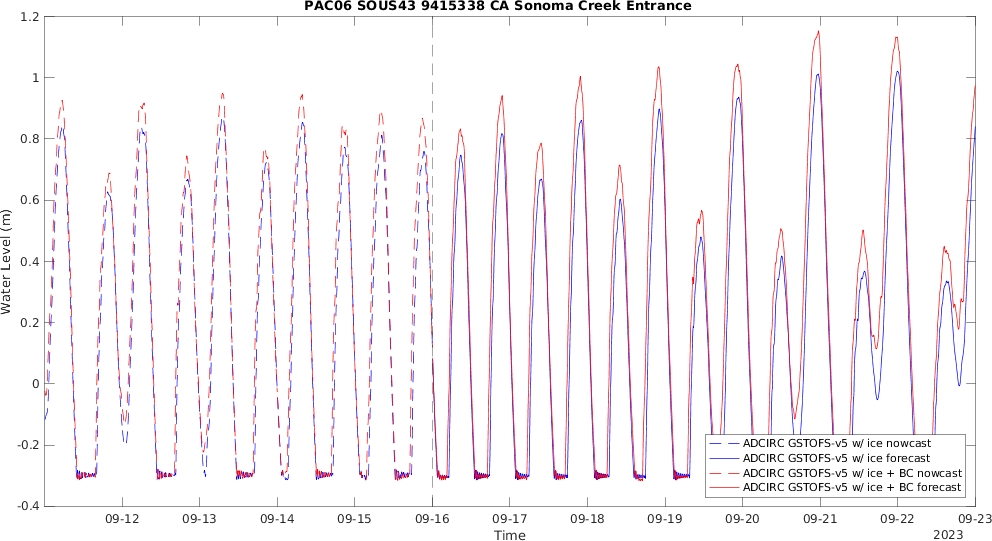 PAC06 SOUS43 9415338 CA Sonoma Creek Entrance
1.2
1
0.8
0.6
0.4
0.2
0
-0.2
-0.4
Water Level (m)
ADCIRC GSTOFS-v5 w/ ice nowcast
ADCIRC GSTOFS-v5 w/ ice forecast
ADCIRC GSTOFS-v5 w/ ice + BC nowcast
ADCIRC GSTOFS-v5 w/ ice + BC forecast
09-12 09-13 09-14 09-15 09-16 09-17 09-18 09-19 09-20 09-21 09-22 09-23
Time
2023